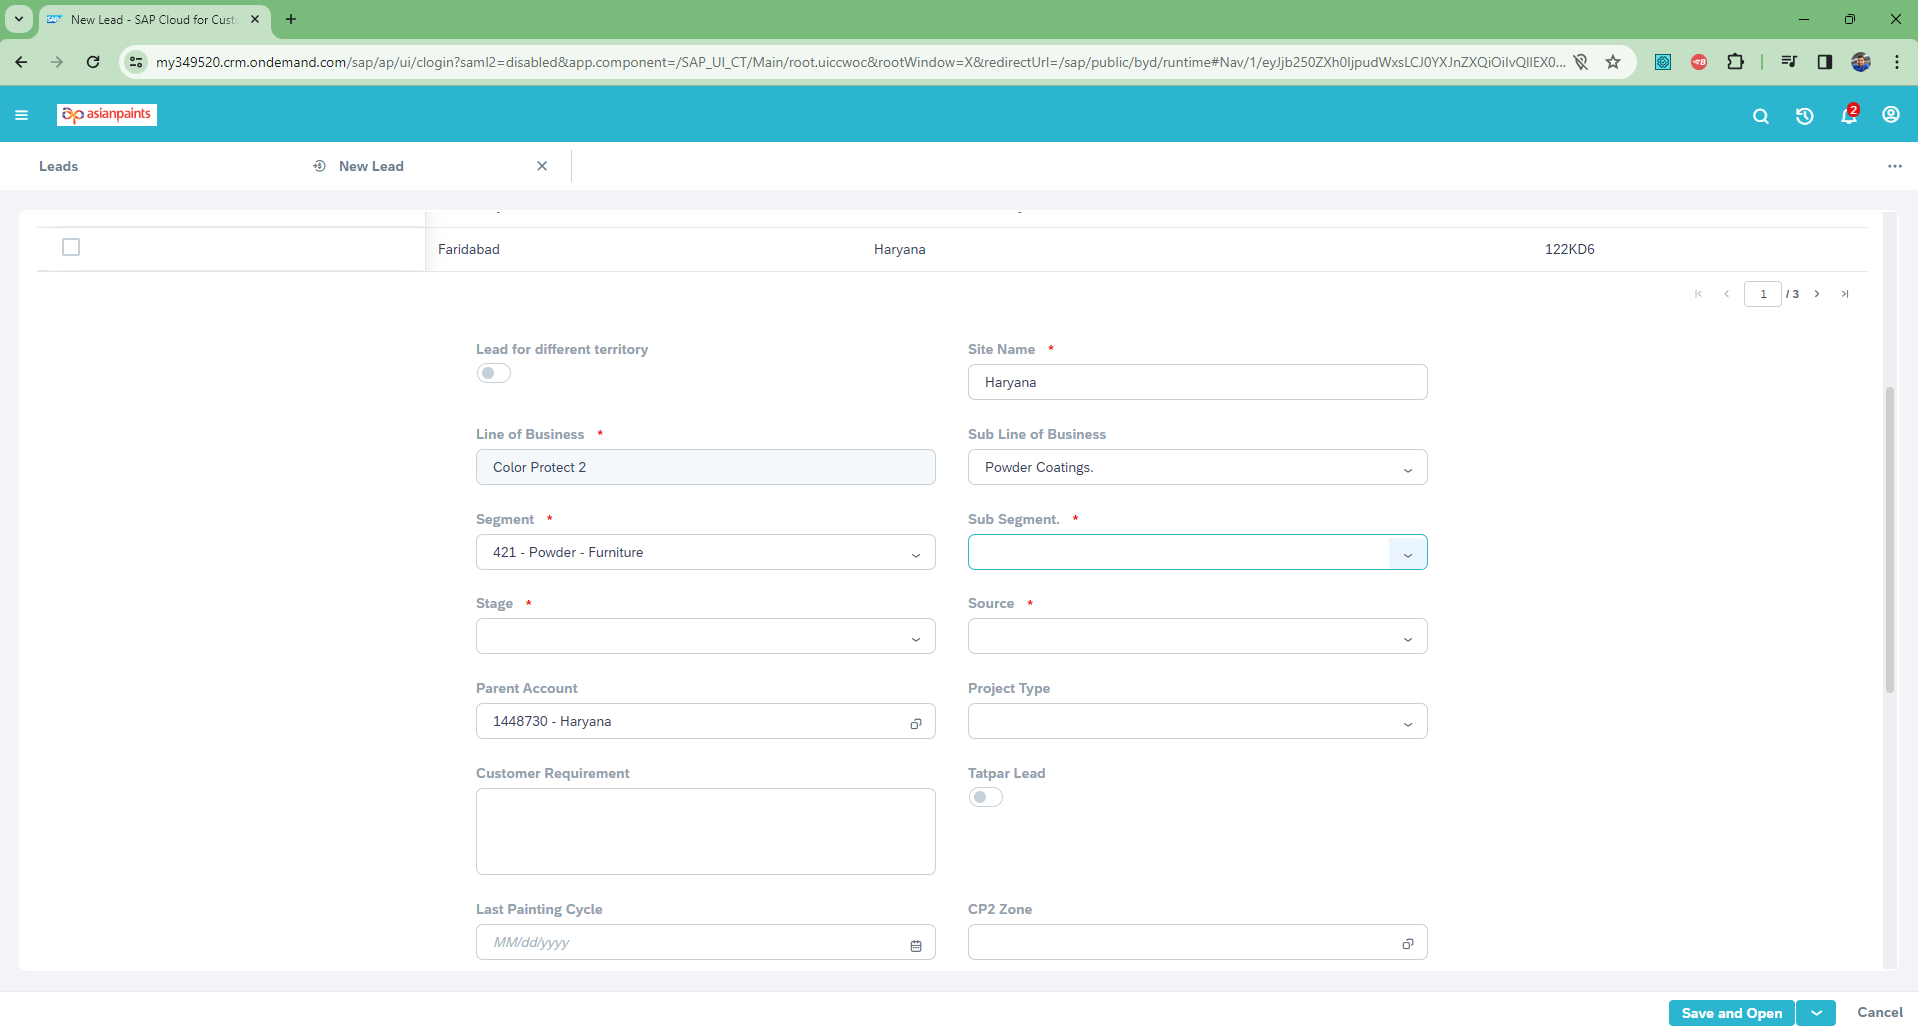 New Lead - SAP Cloud for Cust
my349520.crm.ondemand.com/sap/ap/ui/clogin?saml2=disabled&app.component=/SAP_UI_CT/Main/root.uiccwoc&rootWindow=X&redirectUrl=/sap/public/byd/runtime#Nav/1/eyJjb250ZXh0IjpudWxsLCJ0YXJnZXQiOiIvQllEX0...
asianpaints
2
Leads
New Lead
Faridabad Haryana 122KD6
1 / 3
Lead for different territory
Site Name *
Haryana
Line of Business *
Color Protect 2
Sub Line of Business
Powder Coatings.
Segment *
421 - Powder - Furniture
Sub Segment. *
Stage *
Source *
Parent Account
1448730 - Haryana
Project Type
Customer Requirement
Tatpar Lead
Last Painting Cycle
MM/dd/yyyy
CP2 Zone
Save and Open
Cancel